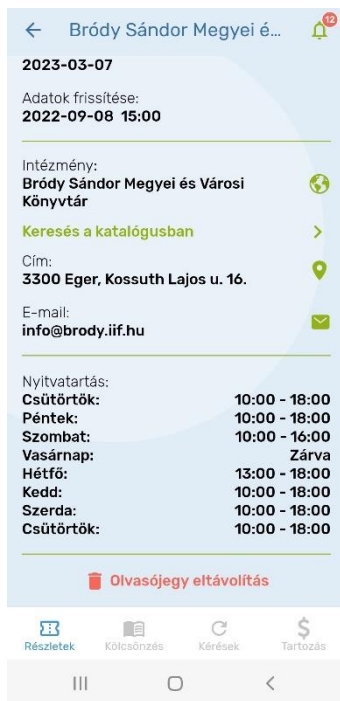 Bródy Sándor Megyei é...
12
2023-03-07
Adatok frissítése:
2022-09-08 15:00
Intézmény:
Bródy Sándor Megyei és Városi
Könyvtár
Keresés a katalógusban
Cím:
3300 Eger, Kossuth Lajos u. 16.
E-mail:
info@brody.iif.hu
Nyitvatartás:
Csütörtök: 10:00 - 18:00
Péntek: 10:00 - 18:00
Szombat: 10:00 - 16:00
Vasárnap: Zárva
Hétfő: 13:00 - 18:00
Kedd: 10:00 - 18:00
Szerda: 10:00 - 18:00
Csütörtök: 10:00 - 18:00
Olvasójegy eltávolítás
Részletek Kölcsönzés Kérések Tartozás